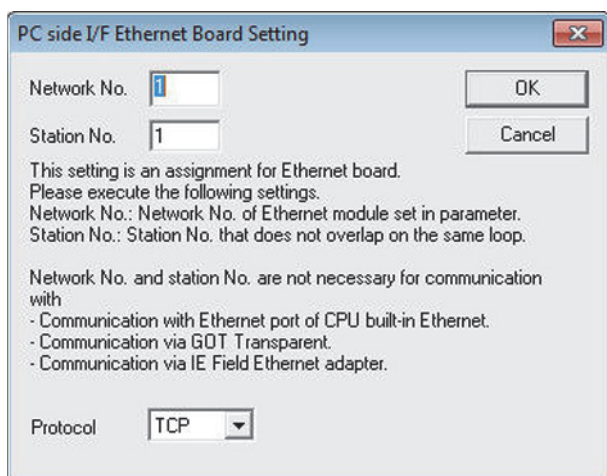 PC side I/F Ethernet Board Setting
Network No. 1 OK
Station No. 1 Cancel
This setting is an assignment for Ethernet board.
Please execute the following settings.
Network No.: Network No. of Ethernet module set in parameter.
Station No.: Station No. that does not overlap on the same loop.
Network No. and station No. are not necessary for communication
with
- Communication with Ethernet port of CPU built-in Ethernet.
- Communication via GOT Transparent.
- Communication via IE Field Ethernet adapter.
Protocol TCP